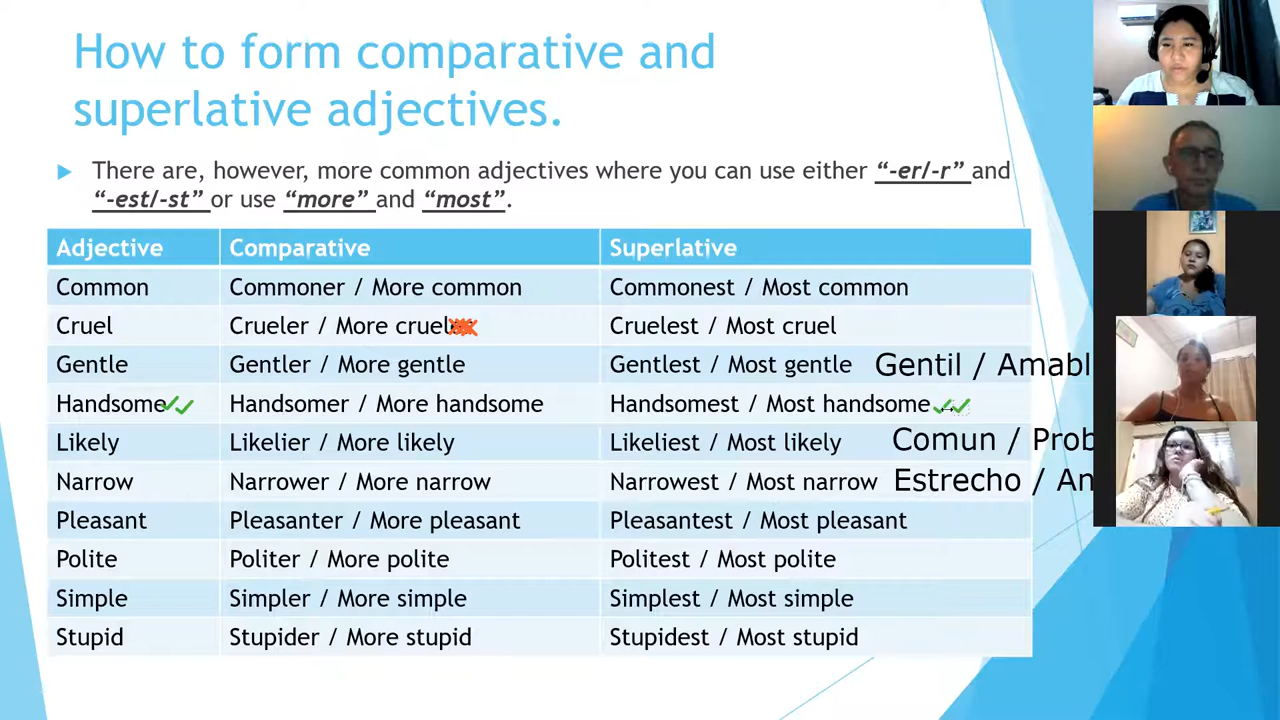 How to form comparative and
superlative adjectives.
There are, however, more common adjectives where you can use either “-er/-r” and
“-est/-st” or use “more” and “most”.
Adjective Comparative Superlative
Common Commoner / More common Commonest / Most common
Cruel Crueler / More cruel Cruelest / Most cruel
Gentle Gentler / More gentle Gentlest / Most gentle Gentil / Amabl
Handsome Handsomer / More handsome Handsomest / Most handsome
Likely Likelier / More likely Likeliest / Most likely Comun / Prob
Narrow Narrower / More narrow Narrowest / Most narrow Estrecho / An
Pleasant Pleasanter / More pleasant Pleasantest / Most pleasant
Polite Politer / More polite Politest / Most polite
Simple Simpler / More simple Simplest / Most simple
Stupid Stupider / More stupid Stupidest / Most stupid